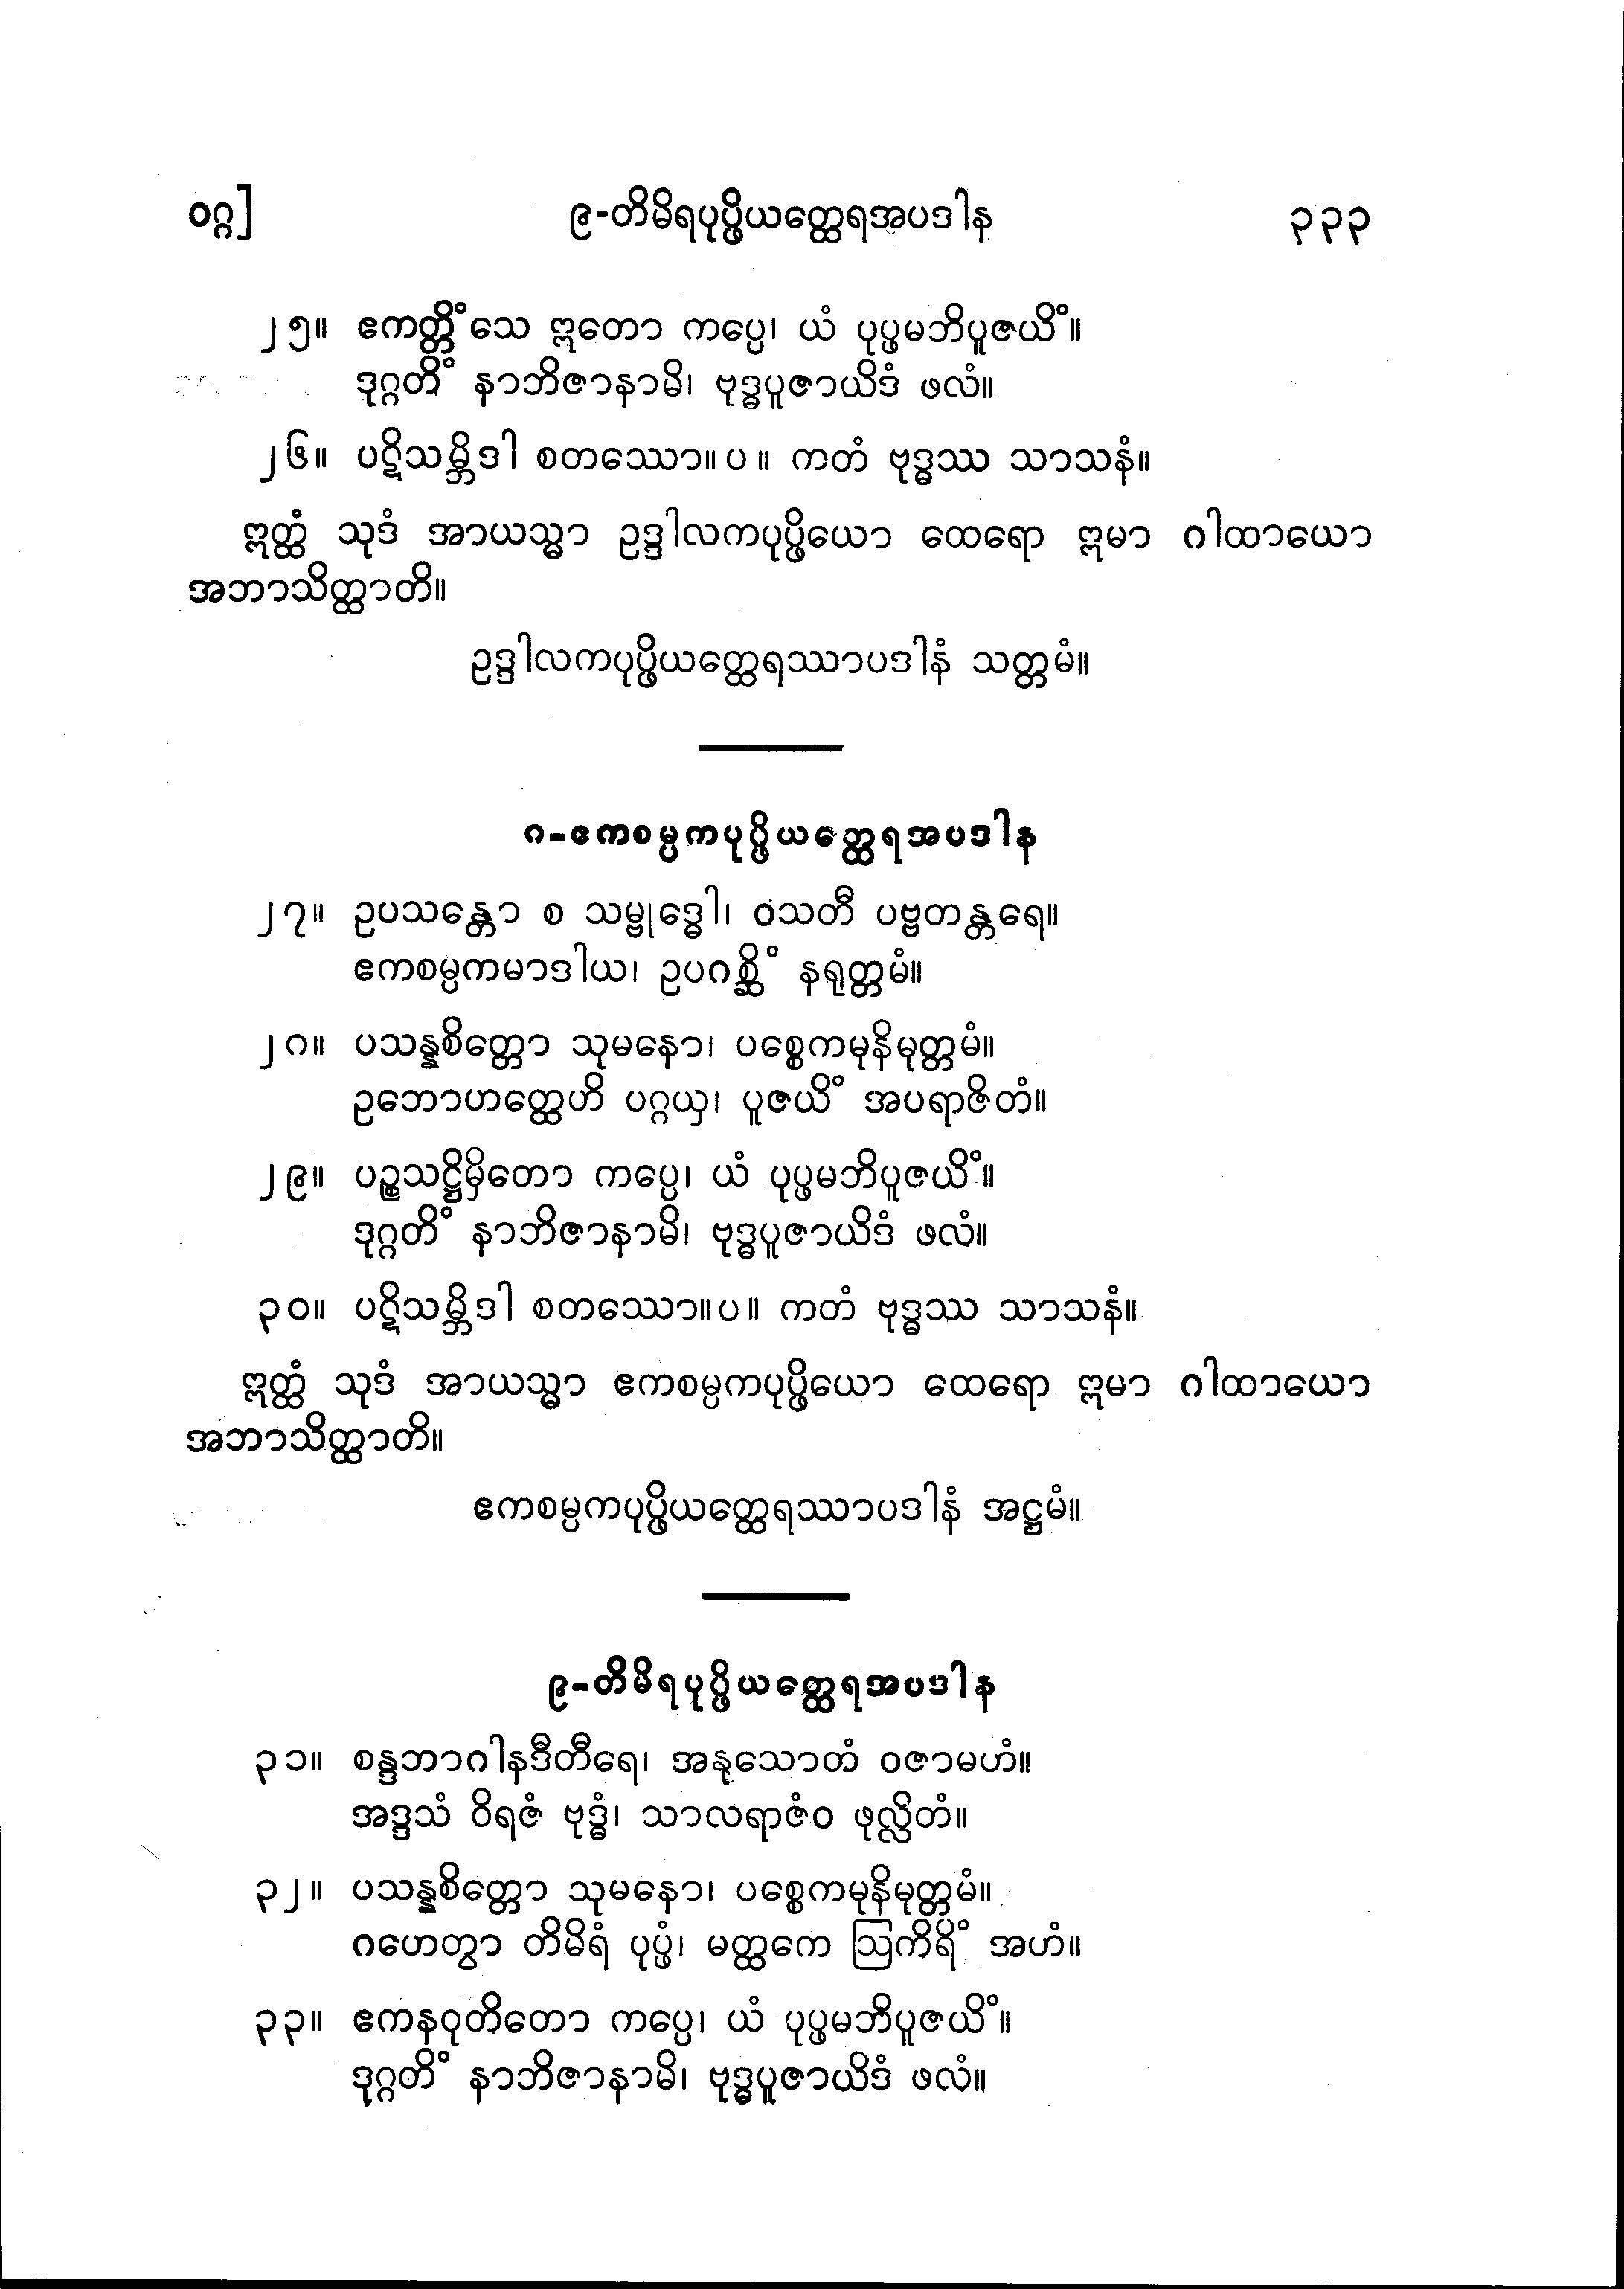 ဝဂ္ဂ]	၉-တိမိရပုပ္ဖိယတ္ထေရအပဒါန	၃၃၃
၂၅။ ဧကတ္တိံသေ ဣတော ကပ္ပေ၊ ယံ ပုပ္ဖမဘိပူဇယိံ။
ဒုဂ္ဂတိံ နာဘိဇာနာမိ၊ ဗုဒ္ဓပူဇာယိဒံ ဖလံ။
၂၆။ ပဋိသမ္ဘိဒါ စတဿော။ပ။ ကတံ ဗုဒ္ဓဿ သာသနံ။
ဣတ္ထံ သုဒံ အာယသ္မာ ဥဒ္ဒါလကပုပ္ဖိယော ထေရော ဣမာ ဂါထာယော
အဘာသိတ္ထာတိ။
ဥဒ္ဒါလကပုပ္ဖိယတ္ထေရဿာပဒါနံ သတ္တမံ။
၈-ဧကစမ္ပကပုပ္ဖိယတ္ထေရအပဒါန
၂၇။ ဥပသန္တော စ သမ္ဗုဒ္ဓေါ၊ ဝသတီ ပဗ္ဗတန္တရေ။
ဧကစမ္ပကမာဒါယ၊ ဥပဂစ္ဆိံ နရုတ္တမံ။
၂၈။ ပသန္နစိတ္တော သုမနော၊ ပစ္စေကမုနိမုတ္တမံ။
ဥဘောဟတ္ထေဟိ ပဂ္ဂယှ၊ ပူဇယိံ အပရာဇိတံ။
၂၉။ ပဉ္စသဋ္ဌိမှိတော ကပ္ပေ၊ ယံ ပုပ္ဖမဘိပူဇယိံ။
ဒုဂ္ဂတိံ နာဘိဇာနာမိ၊ ဗုဒ္ဓပူဇာယိဒံ ဖလံ။
၃၀။ ပဋိသမ္ဘိဒါ စတဿော။ပ။ ကတံ ဗုဒ္ဓဿ သာသနံ။
ဣတ္ထံ သုဒံ အာယသ္မာ ဧကစမ္ပကပုပ္ဖိယော ထေရော ဣမာ ဂါထာယော
အဘာသိတ္ထာတိ။
ဧကစမ္ပကပုပ္ဖိယတ္ထေရဿာပဒါနံ အဋ္ဌမံ။
၉-တိမိရပုပ္ဖိယတ္ထေရအပဒါန
၃၁။ စန္ဒဘာဂါနဒီတီရေ၊ အနုသောတံ ဝဇာမဟံ။
အဒ္ဒသံ ဝိရဇံ ဗုဒ္ဓံ၊ သာလရာဇံဝ ဖုလ္လိတံ။
၃၂။ ပသန္နစိတ္တော သုမနော၊ ပစ္စေကမုနိမုတ္တမံ။
ဂဟေတွာ တိမိရံ ပုပ္ဖံ၊ မတ္ထကေ ဩကိရိံ အဟံ။
၃၃။ ဧကနဝုတိတော ကပ္ပေ၊ ယံ ပုပ္ဖမဘိပူဇယိံ။
ဒုဂ္ဂတိံ နာဘိဇာနာမိ၊ ဗုဒ္ဓပူဇာယိဒံ ဖလံ။